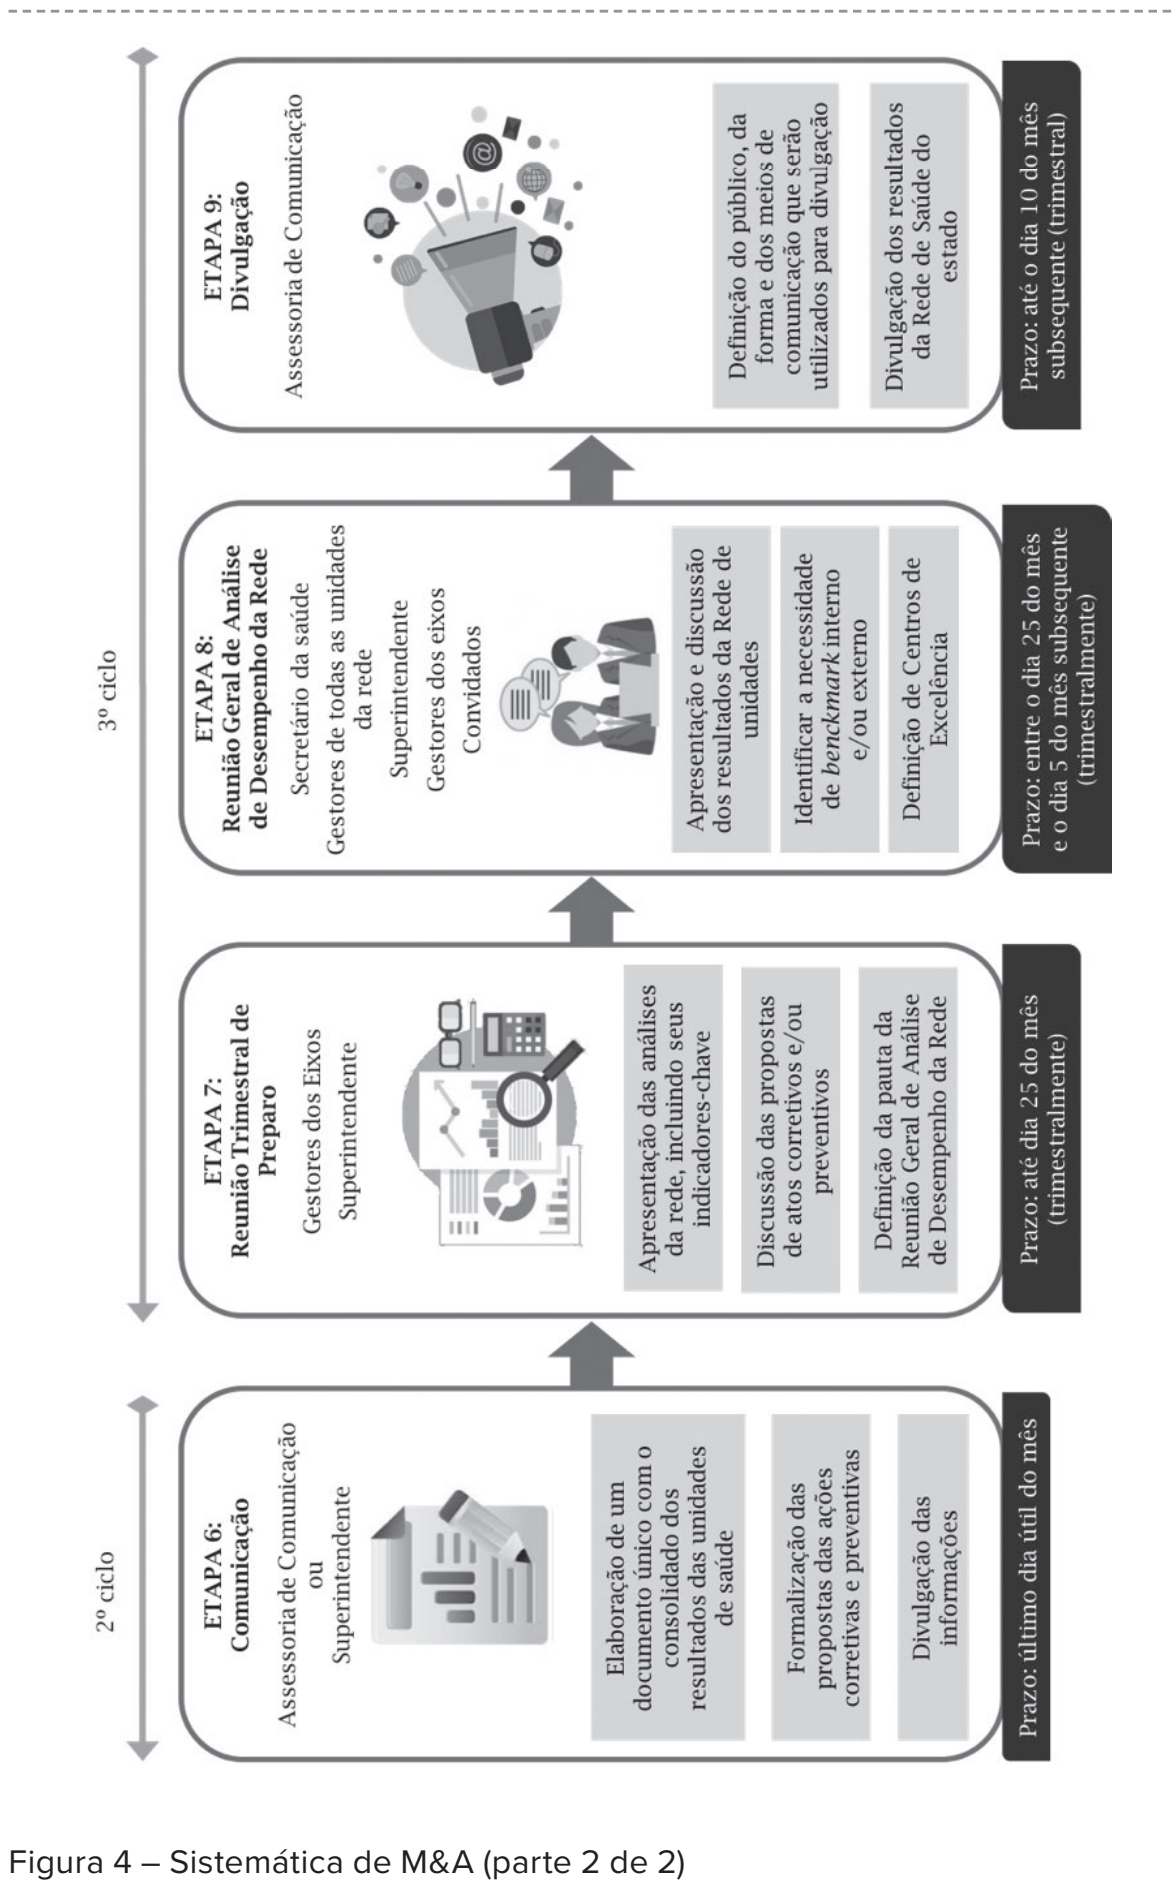 2º ciclo
3º ciclo
ETAPA 6:
Comunicação
Assessoria de Comunicação
ou
Superintendente
Elaboração de um
documento único com o
consolidado dos
resultados das unidades
de saúde
Formalização das
propostas das ações
corretivas e preventivas
Divulgação das
informações
Prazo: último dia útil do mês
ETAPA 7:
Reunião Trimestral de
Preparo
Gestores dos Eixos
Superintendente
Apresentação das análises
da rede, incluindo seus
indicadores-chave
Discussão das propostas
de atos corretivos e/ou
preventivos
Definição da pauta da
Reunião Geral de Análise
de Desempenho da Rede
Prazo: até dia 25 do mês
(trimestralmente)
ETAPA 8:
Reunião Geral de Análise
de Desempenho da Rede
Secretário da saúde
Gestores de todas as unidades
da rede
Superintendente
Gestores dos eixos
Convidados
Apresentação e discussão
dos resultados da Rede de
unidades
Identificar a necessidade
de benckmark interno
e/ou externo
Definição de Centros de
Excelência
Prazo: entre o dia 25 do mês
e o dia 5 do mês subsequente
(trimestralmente)
ETAPA 9:
Divulgação
Assessoria de Comunicação
@
Definição do público, da
forma e dos meios de
comunicação que serão
utilizados para divulgação
Divulgação dos resultados
da Rede de Saúde do
estado
Prazo: até o dia 10 do mês
subsequente (trimestral)
Figura 4 – Sistemática de M&A (parte 2 de 2)